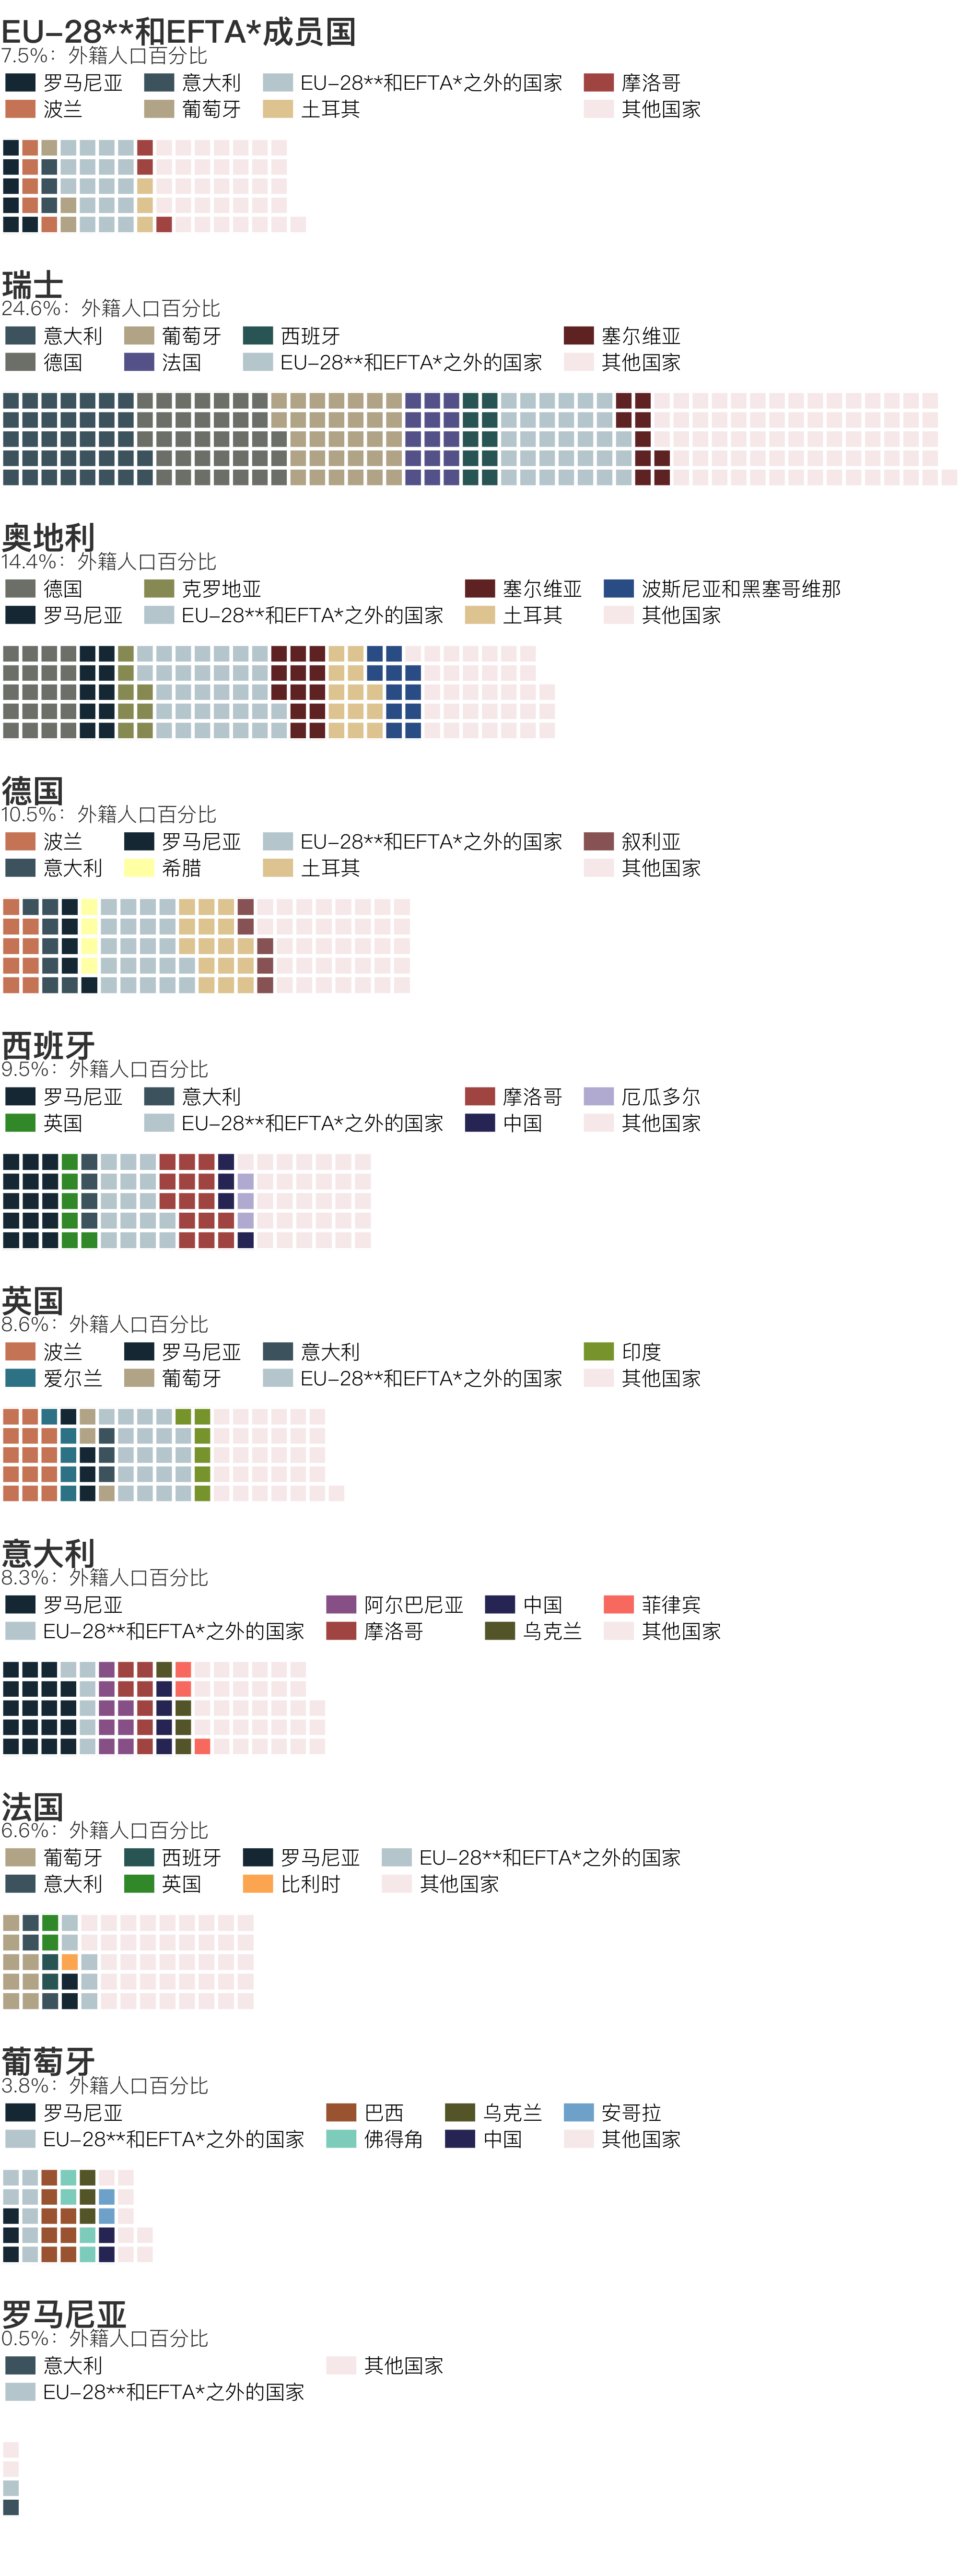 EU-28**和EFTA*成员国
7.5%：外籍人口百分比
罗马尼亚 意大利 EU-28**和EFTA*之外的国家 摩洛哥
波兰 葡萄牙 土耳其 其他国家
瑞士
24.6%：外籍人口百分比
意大利 葡萄牙 西班牙 塞尔维亚
德国 法国 EU-28**和EFTA*之外的国家 其他国家
奥地利
14.4%：外籍人口百分比
德国 克罗地亚 塞尔维亚 波斯尼亚和黑塞哥维那
罗马尼亚 EU-28**和EFTA*之外的国家 土耳其 其他国家
德国
10.5%：外籍人口百分比
波兰 罗马尼亚 EU-28**和EFTA*之外的国家 叙利亚
意大利 希腊 土耳其 其他国家
西班牙
9.5%：外籍人口百分比
罗马尼亚 意大利 摩洛哥 厄瓜多尔
英国 EU-28**和EFTA*之外的国家 中国 其他国家
英国
8.6%：外籍人口百分比
波兰 罗马尼亚 意大利 印度
爱尔兰 葡萄牙 EU-28**和EFTA*之外的国家 其他国家
意大利
8.3%：外籍人口百分比
罗马尼亚 阿尔巴尼亚 中国 菲律宾
EU-28**和EFTA*之外的国家 摩洛哥 乌克兰 其他国家
法国
6.6%：外籍人口百分比
葡萄牙 西班牙 罗马尼亚 EU-28**和EFTA*之外的国家
意大利 英国 比利时 其他国家
葡萄牙
3.8%：外籍人口百分比
罗马尼亚 巴西 乌克兰 安哥拉
EU-28**和EFTA*之外的国家 佛得角 中国 其他国家
罗马尼亚
0.5%：外籍人口百分比
意大利 其他国家
EU-28**和EFTA*之外的国家